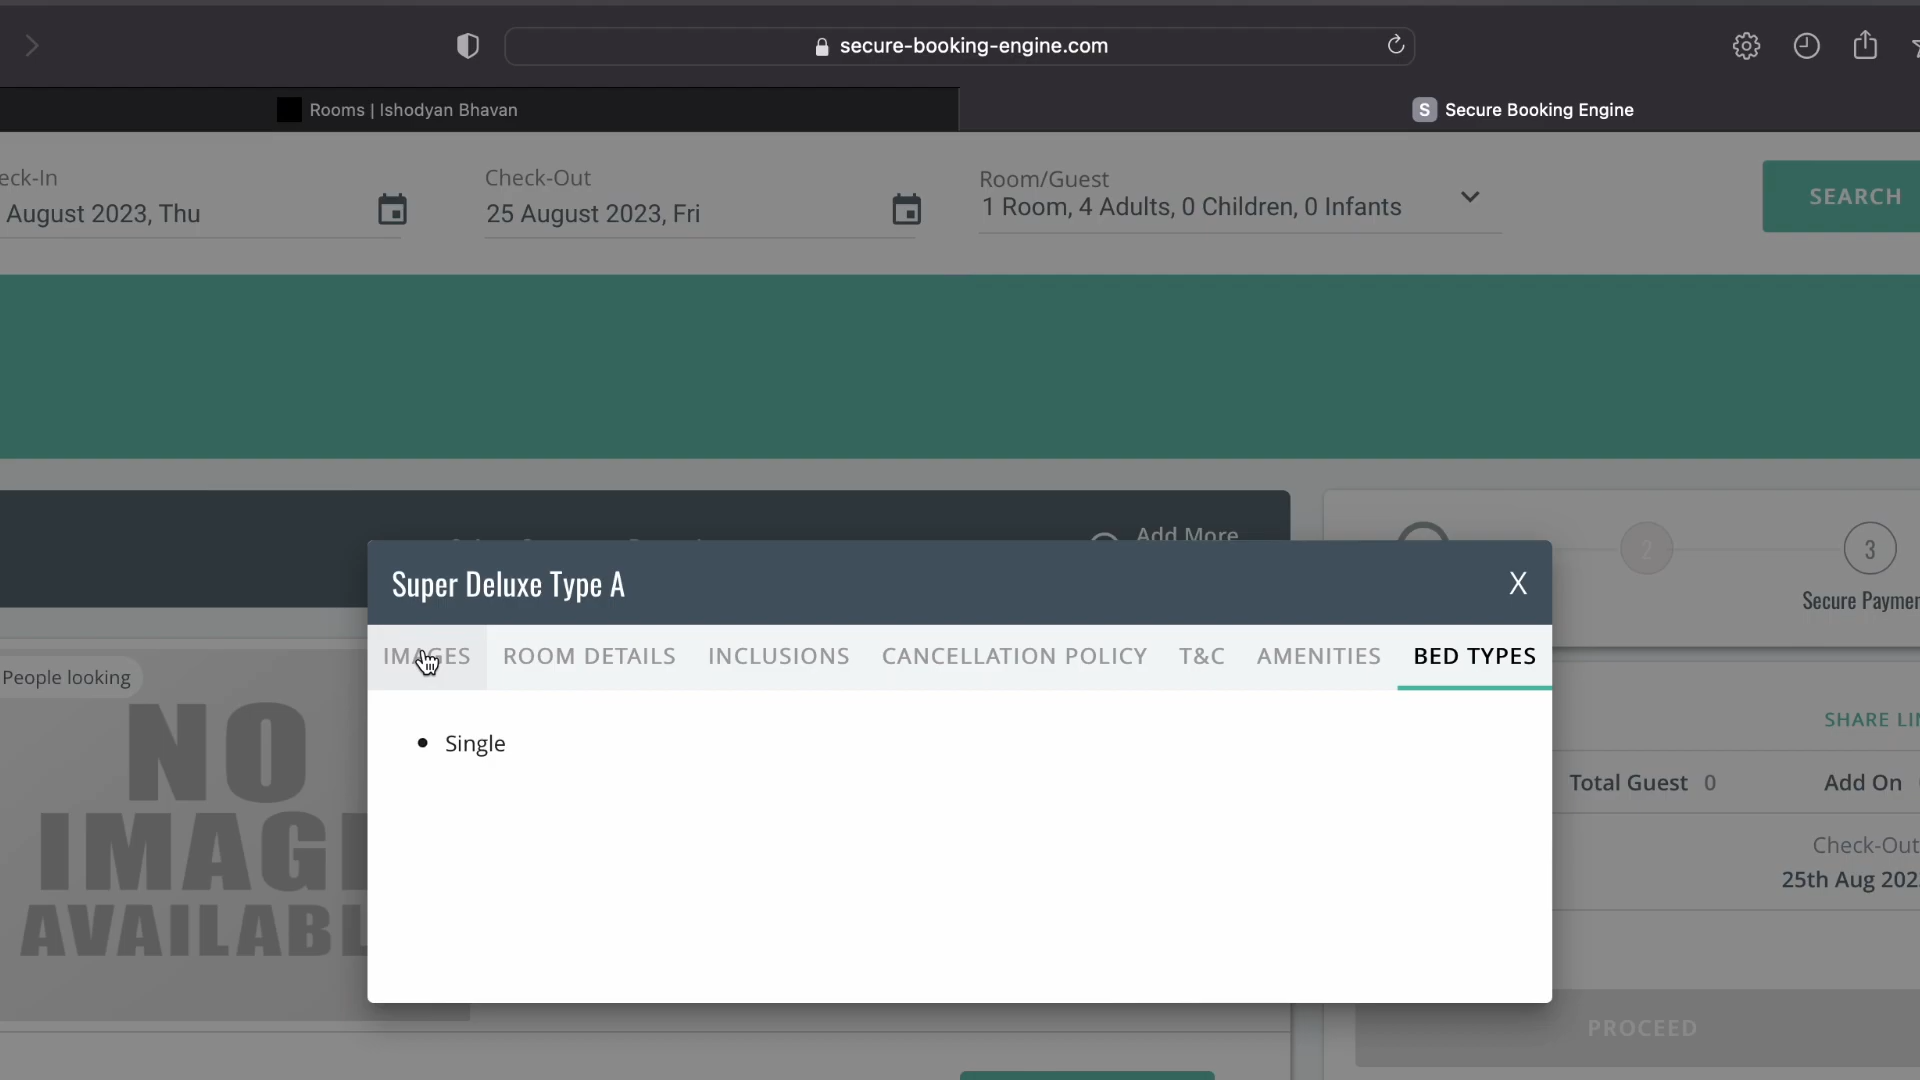 secure-booking-engine.com
Rooms | Ishodyan Bhavan
S Secure Booking Engine
eck-In
August 2023, Thu
Check-Out
25 August 2023, Fri
Room/Guest
1 Room, 4 Adults, 0 Children, 0 Infants
SEARCH
Add More
2
3
Secure Paymen
Super Deluxe Type A
X
IMAGES
ROOM DETAILS
INCLUSIONS
CANCELLATION POLICY
T&C
AMENITIES
BED TYPES
• Single
People looking
NO
IMAG
AVAILABL
SHARE LIN
Total Guest 0
Add On
Check-Out
25th Aug 202
PROCEED